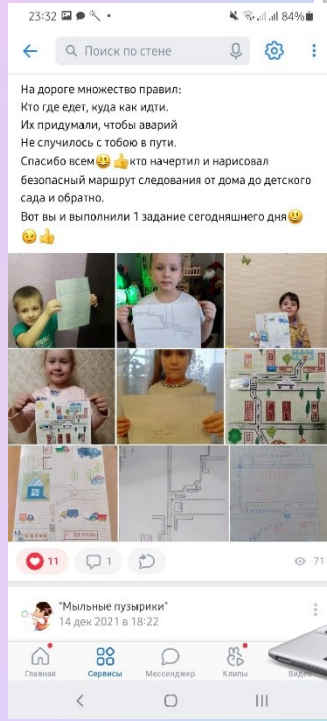 23:32
84%
Поиск по стене
На дороге множество правил:
Кто где едет, куда как идти.
Их придумали, чтобы аварий
Не случилось с тобою в пути.
Спасибо всем😃👍кто начертил и нарисовал
безопасный маршрут следования от дома до детского
сада и обратно.
Вот вы и выполнили 1 задание сегодняшнего дня😃
😉👍
11
1
71
"Мыльные пузырики"
14 дек 2021 в 18:22
Главная
Сервисы
Мессенджер
Клипы
Видео